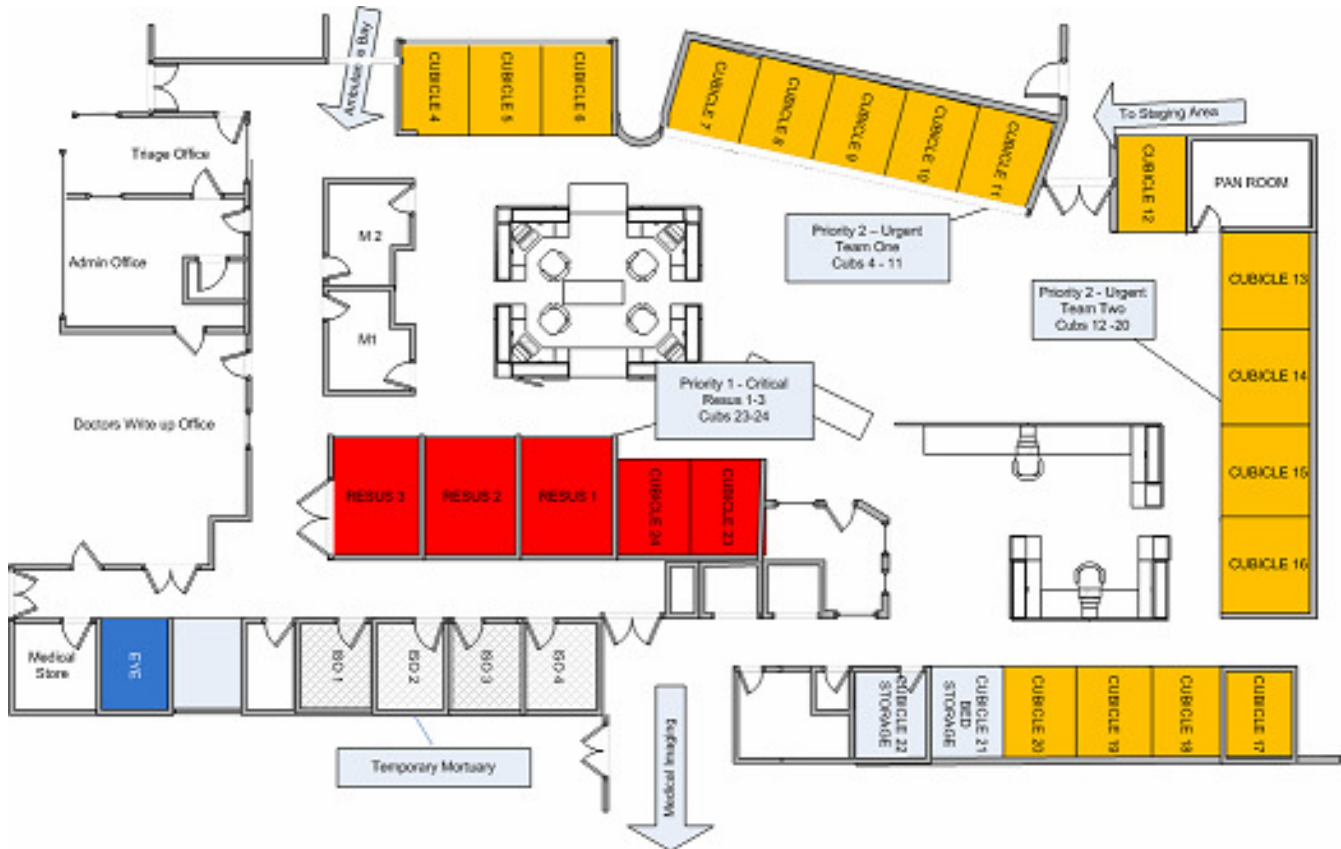 Ambulance Bay
CUBICLE 4
CUBICLE 5
CUBICLE 6
CUBICLE 7
CUBICLE 8
CUBICLE 9
CUBICLE 10
CUBICLE 11
To Staging Area
CUBICLE 12
PAN ROOM
Triage Office
Admin Office
M 2
M1
Priority 2 – Urgent
Team One
Cubs 4 - 11
CUBICLE 13
Priority 2 - Urgent
Team Two
Cubs 12 -20
CUBICLE 14
Doctors Write up Office
Priority 1 - Critical
Resus 1-3
Cubs 23-24
CUBICLE 15
RESUS 3
RESUS 2
RESUS 1
CUBICLE 24
CUBICLE 23
CUBICLE 16
Medical
Store
EYE
ISO 1
ISO 2
ISO 3
ISO 4
CUBICLE 22
STORAGE
CUBICLE 21
BED
STORAGE
CUBICLE 20
CUBICLE 19
CUBICLE 18
CUBICLE 17
Temporary Mortuary
Medical Imaging